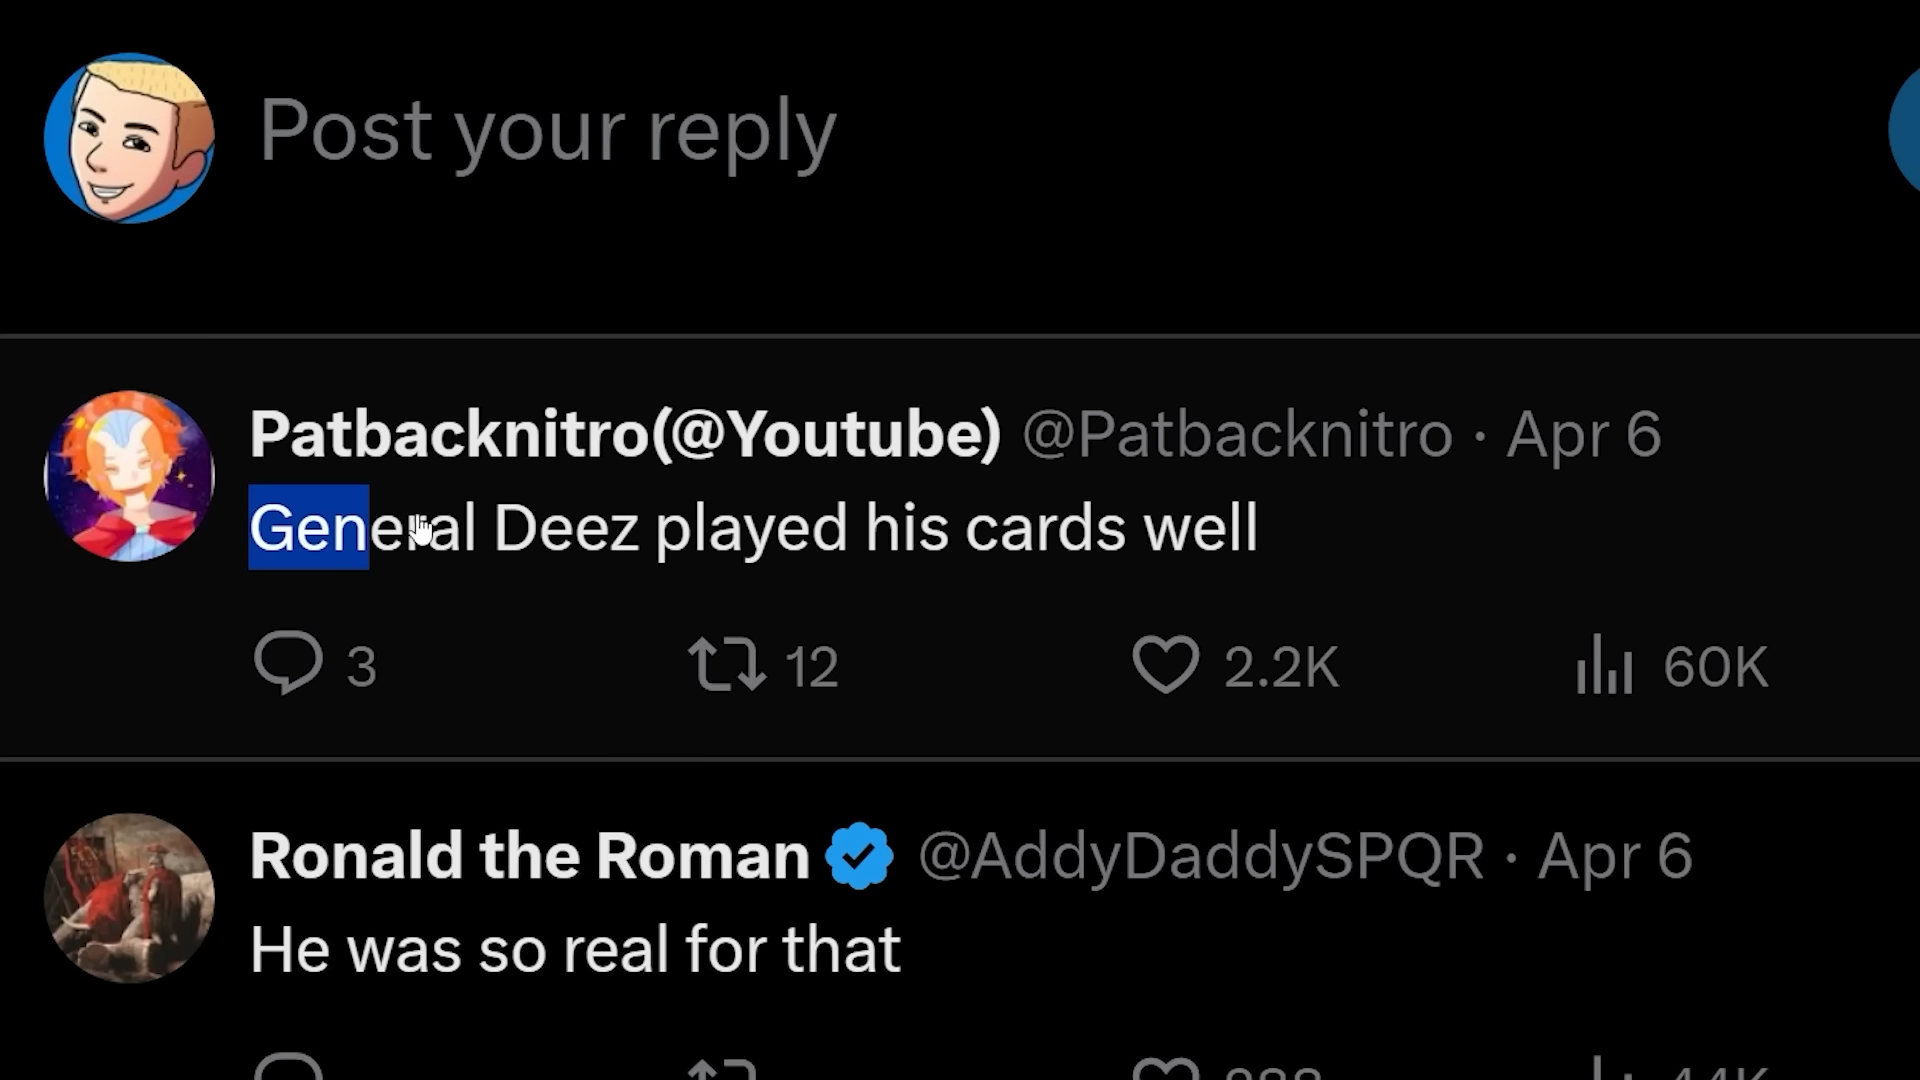 Post your reply
Patbacknitro(@Youtube) @Patbacknitro · Apr 6
General Deez played his cards well
3 12 2.2K 60K
Ronald the Roman @AddyDaddySPQR · Apr 6
He was so real for that